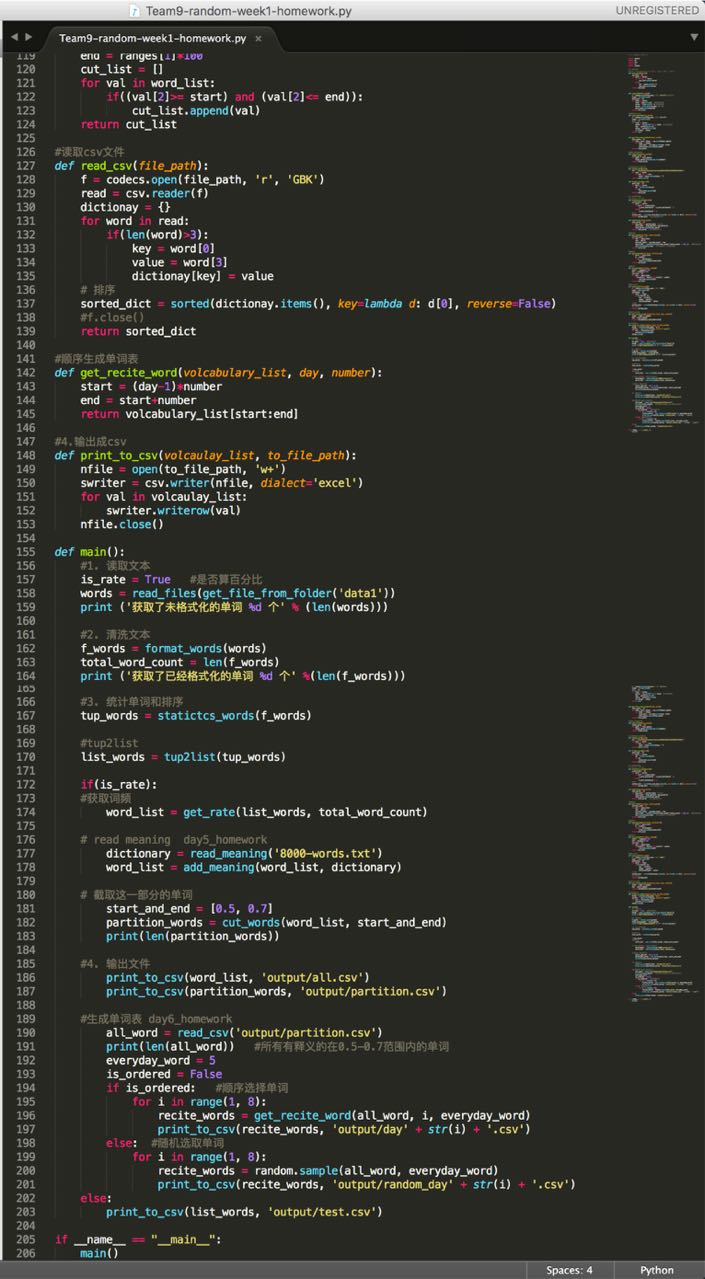 Team9-random-week1-homework.py
UNREGISTERED
Team9-random-week1-homework.py ×
119 end = ranges[1]*100
120 cut_list = []
121 for val in word_list:
122 if((val[2]>= start) and (val[2]<= end)):
123 cut_list.append(val)
124 return cut_list
125
126 #读取csv文件
127 def read_csv(file_path):
128 f = codecs.open(file_path, 'r', 'GBK')
129 read = csv.reader(f)
130 dictionay = {}
131 for word in read:
132 if(len(word)>3):
133 key = word[0]
134 value = word[3]
135 dictionay[key] = value
136 # 排序
137 sorted_dict = sorted(dictionay.items(), key=lambda d: d[0], reverse=False)
138 #f.close()
139 return sorted_dict
140
141 #顺序生成单词表
142 def get_recite_word(volcabulary_list, day, number):
143 start = (day-1)*number
144 end = start+number
145 return volcabulary_list[start:end]
146
147 #4.输出成csv
148 def print_to_csv(volcaulay_list, to_file_path):
149 nfile = open(to_file_path, 'w+')
150 swriter = csv.writer(nfile, dialect='excel')
151 for val in volcaulay_list:
152 swriter.writerow(val)
153 nfile.close()
154
155 def main():
156 #1. 读取文本
157 is_rate = True #是否算百分比
158 words = read_files(get_file_from_folder('data1'))
159 print ('获取了未格式化的单词 %d 个' % (len(words)))
160
161 #2. 清洗文本
162 f_words = format_words(words)
163 total_word_count = len(f_words)
164 print ('获取了已经格式化的单词 %d 个' %(len(f_words)))
165
166 #3. 统计单词和排序
167 tup_words = statictcs_words(f_words)
168
169 #tup2list
170 list_words = tup2list(tup_words)
171
172 if(is_rate):
173 #获取词频
174 word_list = get_rate(list_words, total_word_count)
175
176 # read meaning day5_homework
177 dictionary = read_meaning('8000-words.txt')
178 word_list = add_meaning(word_list, dictionary)
179
180 # 截取这一部分的单词
181 start_and_end = [0.5, 0.7]
182 partition_words = cut_words(word_list, start_and_end)
183 print(len(partition_words))
184
185 #4. 输出文件
186 print_to_csv(word_list, 'output/all.csv')
187 print_to_csv(partition_words, 'output/partition.csv')
188
189 #生成单词表 day6_homework
190 all_word = read_csv('output/partition.csv')
191 print(len(all_word)) #所有有释义的在0.5-0.7范围内的单词
192 everyday_word = 5
193 is_ordered = False
194 if is_ordered: #顺序选择单词
195 for i in range(1, 8):
196 recite_words = get_recite_word(all_word, i, everyday_word)
197 print_to_csv(recite_words, 'output/day' + str(i) + '.csv')
198 else: #随机选取单词
199 for i in range(1, 8):
200 recite_words = random.sample(all_word, everyday_word)
201 print_to_csv(recite_words, 'output/random_day' + str(i) + '.csv')
202 else:
203 print_to_csv(list_words, 'output/test.csv')
204
205 if __name__ == "__main__":
206 main()
Spaces: 4
Python